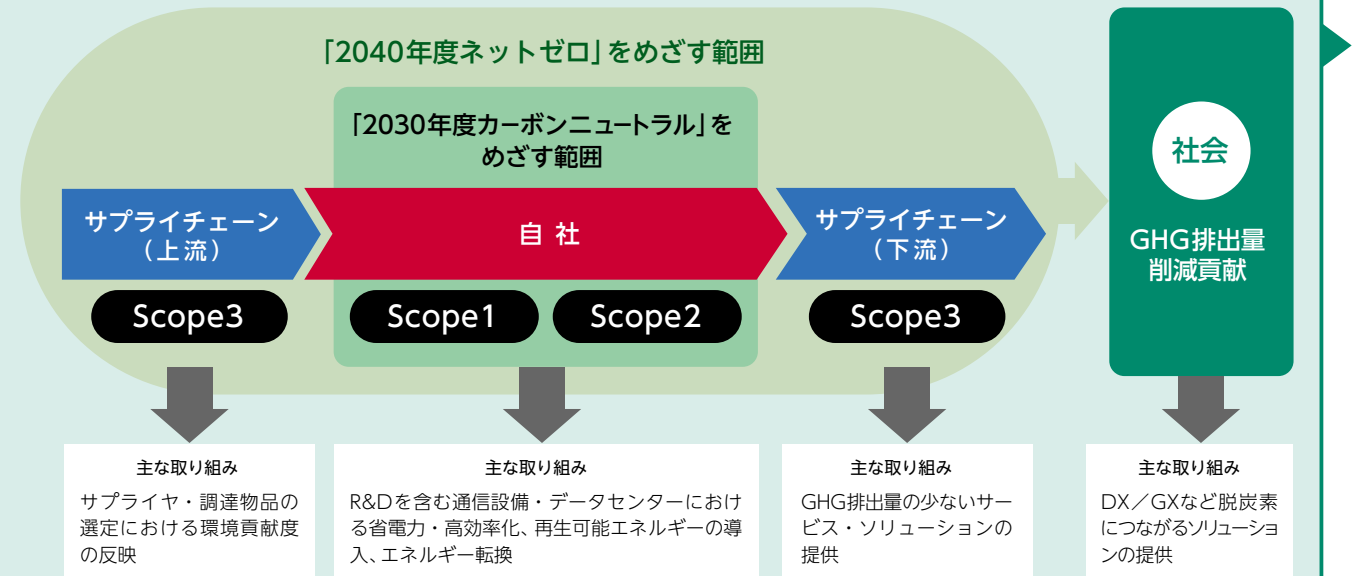 「2040年度ネットゼロ」をめざす範囲
「2030年度カーボンニュートラル」を
めざす範囲
サプライチェーン
（上流）
自 社
サプライチェーン
（下流）
Scope3
Scope1
Scope2
Scope3
社会
GHG排出量
削減貢献
主な取り組み
サプライヤ・調達物品の
選定における環境貢献度
の反映
主な取り組み
R&Dを含む通信設備・データセンターにおけ
る省電力・高効率化、再生可能エネルギーの導
入、エネルギー転換
主な取り組み
GHG排出量の少ないサー
ビス・ソリューションの
提供
主な取り組み
DX／GXなど脱炭素
につながるソリューショ
ンの提供